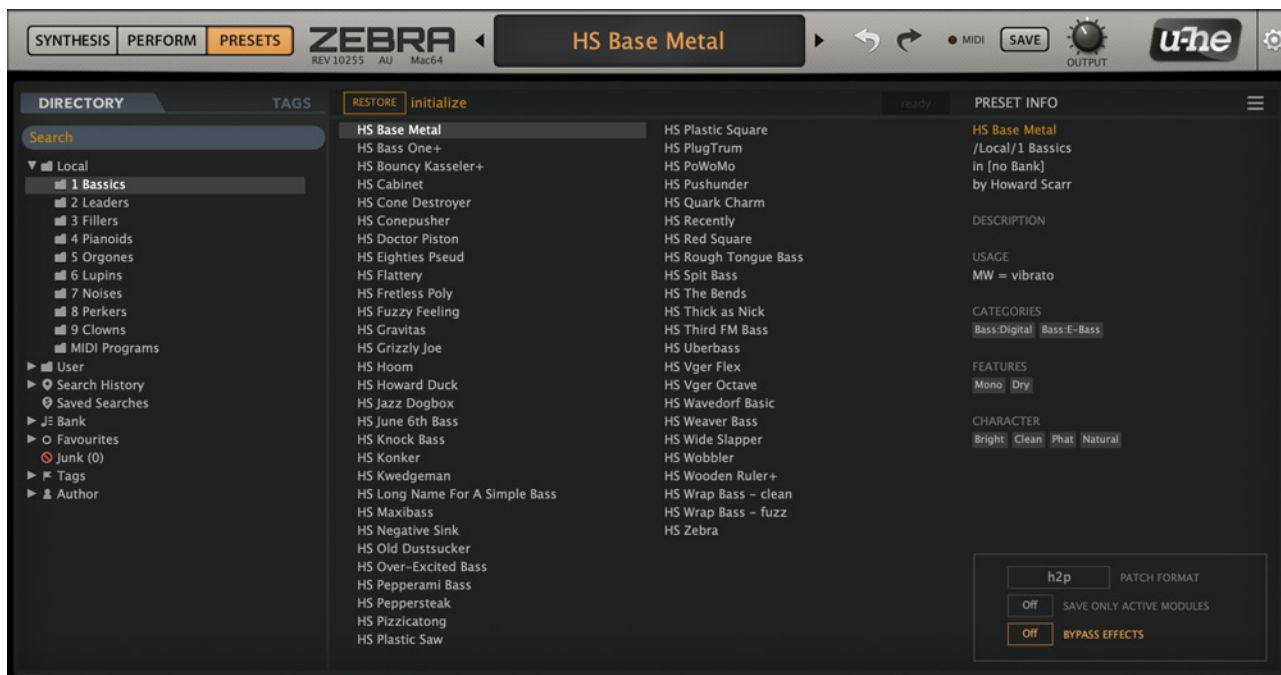 SYNTHESIS PERFORM PRESETS
ZEBRA
REV 10255 AU Mac64
HS Base Metal
MIDI
SAVE
OUTPUT
u-he
DIRECTORY
TAGS
Search
Local
1 Bassics
2 Leaders
3 Fillers
4 Pianoids
5 Orgones
6 Lupins
7 Noises
8 Perkers
9 Clowns
MIDI Programs
User
Search History
Saved Searches
Bank
Favourites
Junk (0)
Tags
Author
RESTORE initialize
ready
HS Base Metal
HS Bass One+
HS Bouncy Kasseler+
HS Cabinet
HS Cone Destroyer
HS Conepusher
HS Doctor Piston
HS Eighties Pseud
HS Flattery
HS Fretless Poly
HS Fuzzy Feeling
HS Gravitas
HS Grizzly Joe
HS Hoom
HS Howard Duck
HS Jazz Dogbox
HS June 6th Bass
HS Knock Bass
HS Konker
HS Kwedgeman
HS Long Name For A Simple Bass
HS Maxibass
HS Negative Sink
HS Old Dustsucker
HS Over-Excited Bass
HS Pepperami Bass
HS Peppersteak
HS Pizzicatong
HS Plastic Saw
HS Plastic Square
HS PlugTrum
HS PoWoMo
HS Pushunder
HS Quark Charm
HS Recently
HS Red Square
HS Rough Tongue Bass
HS Spit Bass
HS The Bends
HS Thick as Nick
HS Third FM Bass
HS Uberbass
HS Vger Flex
HS Vger Octave
HS Wavedorf Basic
HS Weaver Bass
HS Wide Slapper
HS Wobbler
HS Wooden Ruler+
HS Wrap Bass – clean
HS Wrap Bass – fuzz
HS Zebra
PRESET INFO
HS Base Metal
/Local/1 Bassics
in [no Bank]
by Howard Scarr
DESCRIPTION
USAGE
MW = vibrato
CATEGORIES
Bass:Digital Bass:E-Bass
FEATURES
Mono Dry
CHARACTER
Bright Clean Phat Natural
h2p PATCH FORMAT
Off SAVE ONLY ACTIVE MODULES
Off BYPASS EFFECTS